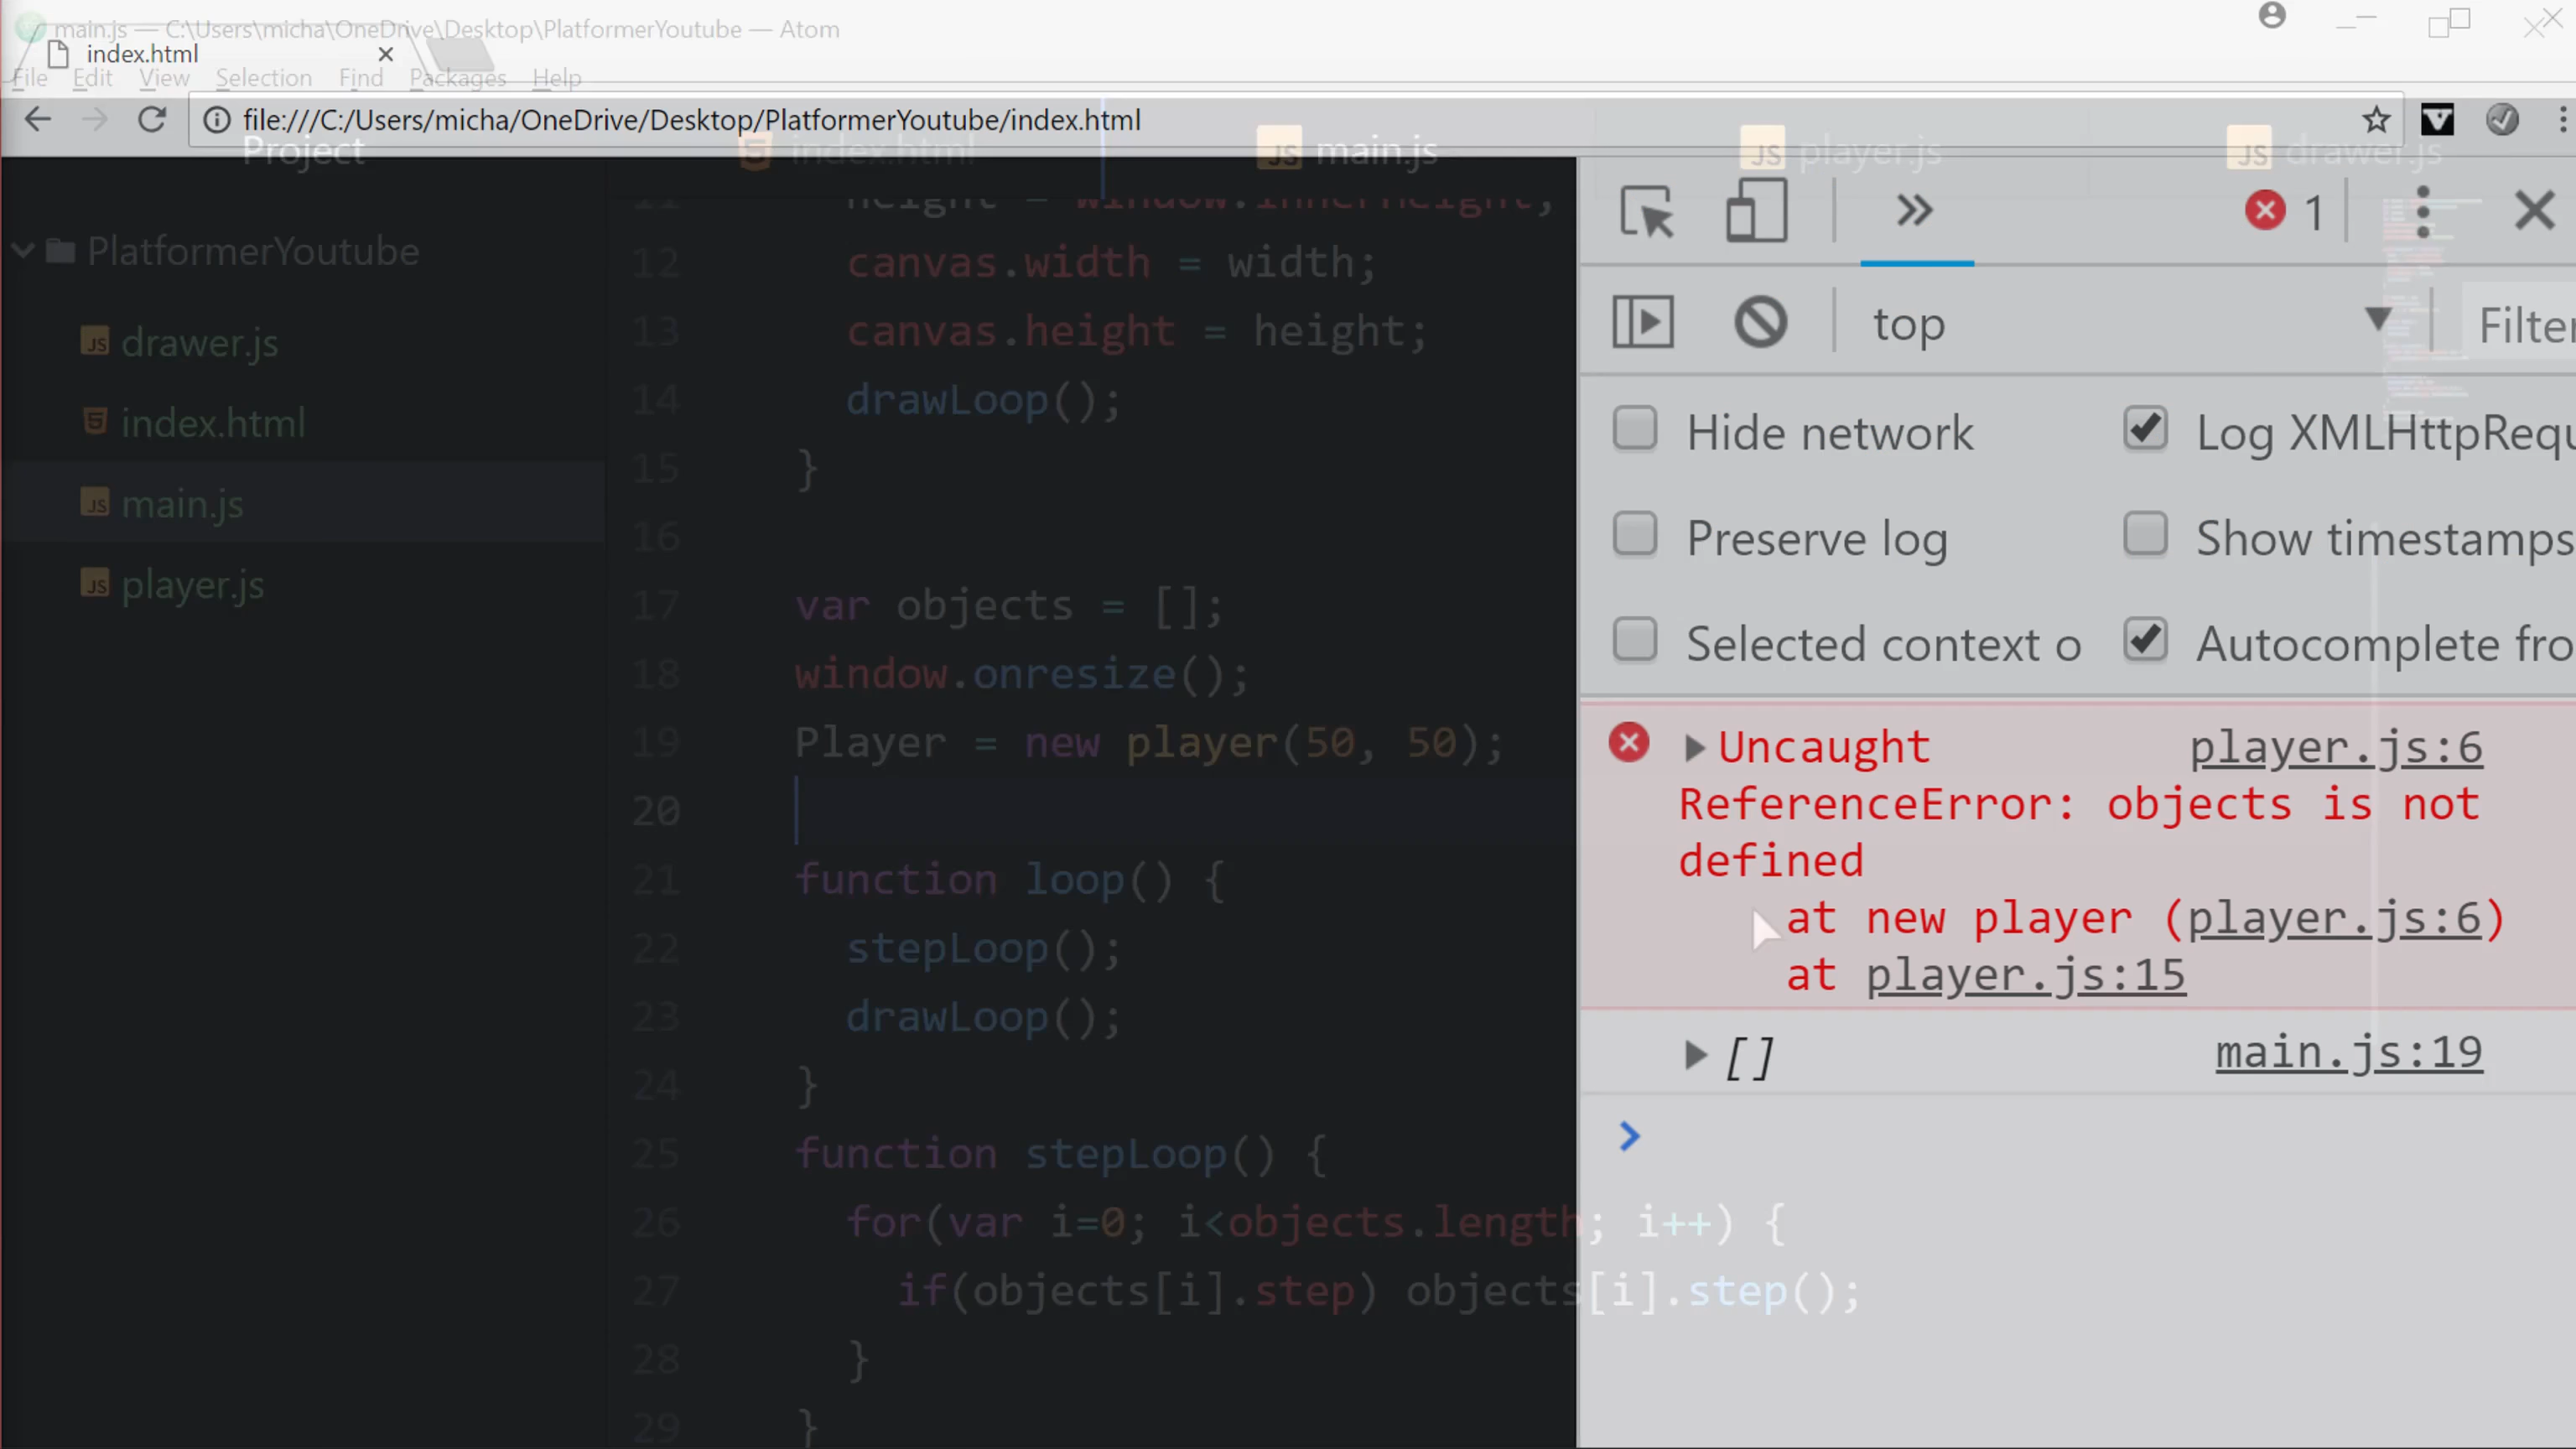 main.js — C:\Users\micha\OneDrive\Desktop\PlatformerYoutube — Atom
index.html
File Edit View Selection Find Packages Help
file:///C:/Users/micha/OneDrive/Desktop/PlatformerYoutube/index.html
Project
index.html
main.js
player.js
drawer.js
PlatformerYoutube
drawer.js
index.html
main.js
player.js
11 height = window.innerHeight;
12 canvas.width = width;
13 canvas.height = height;
14 drawLoop();
15 }
16
17 var objects = [];
18 window.onresize();
19 Player = new player(50, 50);
20
21 function loop() {
22 stepLoop();
23 drawLoop();
24 }
25 function stepLoop() {
26 for(var i=0; i<objects.length; i++) {
27 if(objects[i].step) objects[i].step();
28 }
29 }
1
top
Filter
Hide network
Log XMLHttpRequ
Preserve log
Show timestamps
Selected context o
Autocomplete fro
Uncaught player.js:6
ReferenceError: objects is not
defined
at new player (player.js:6)
at player.js:15
[] main.js:19